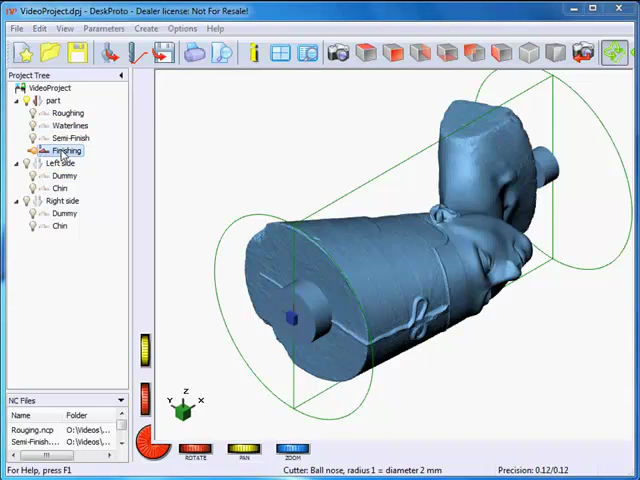 VideoProject.dpj - DeskProto - Dealer license: Not For Resale!
File Edit View Parameters Create Options Help
Project Tree
VideoProject
part
Roughing
Waterlines
Semi-Finish
Finishing
Left side
Dummy
Chin
Right side
Dummy
Chin
Z
Y X
NC Files
Name Folder
Rouging.ncp O:\Videos/...
Semi-Finish... O:\Videos/...
ROTATE PAN ZOOM
For Help, press F1 Cutter: Ball nose, radius 1 = diameter 2 mm Precision: 0.12/0.12